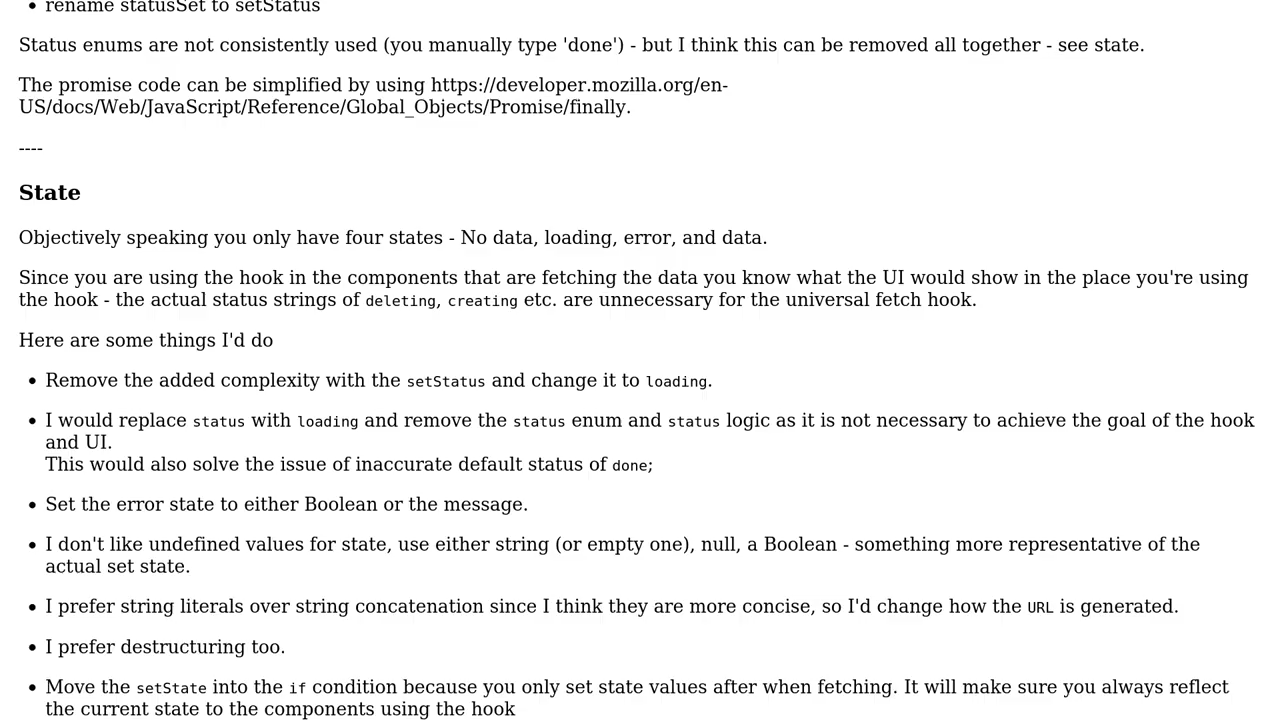 rename statusSet to setStatus
Status enums are not consistently used (you manually type 'done') - but I think this can be removed all together - see state.
The promise code can be simplified by using https://developer.mozilla.org/en-
US/docs/Web/JavaScript/Reference/Global_Objects/Promise/finally.
----
State
Objectively speaking you only have four states - No data, loading, error, and data.
Since you are using the hook in the components that are fetching the data you know what the UI would show in the place you're using
the hook - the actual status strings of deleting, creating etc. are unnecessary for the universal fetch hook.
Here are some things I'd do
• Remove the added complexity with the setStatus and change it to loading.
• I would replace status with loading and remove the status enum and status logic as it is not necessary to achieve the goal of the hook
and UI.
This would also solve the issue of inaccurate default status of done;
• Set the error state to either Boolean or the message.
• I don't like undefined values for state, use either string (or empty one), null, a Boolean - something more representative of the
actual set state.
• I prefer string literals over string concatenation since I think they are more concise, so I'd change how the URL is generated.
• I prefer destructuring too.
• Move the setState into the if condition because you only set state values after when fetching. It will make sure you always reflect
the current state to the components using the hook